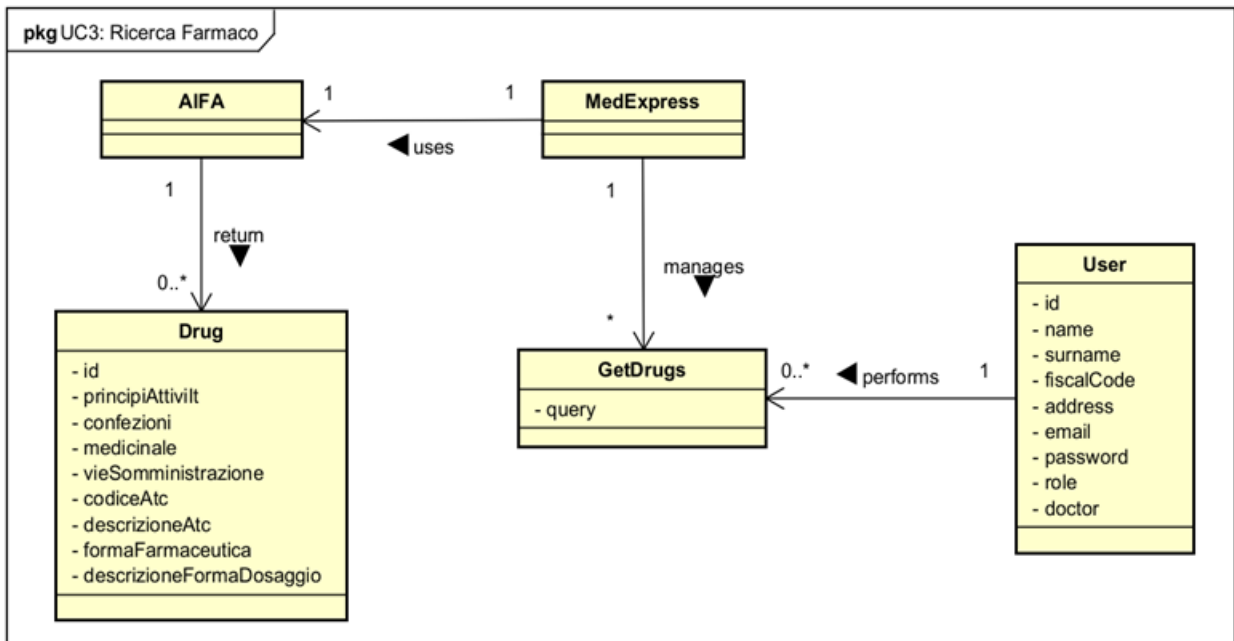 pkg UC3: Ricerca Farmaco
AIFA
1
1
MedExpress
uses
1
return
0..*
1
manages
*
Drug
- id
- principiAttiviIt
- confezioni
- medicinale
- vieSomministrazione
- codiceAtc
- descrizioneAtc
- formaFarmaceutica
- descrizioneFormaDosaggio
GetDrugs
- query
0..*
performs
1
User
- id
- name
- surname
- fiscalCode
- address
- email
- password
- role
- doctor